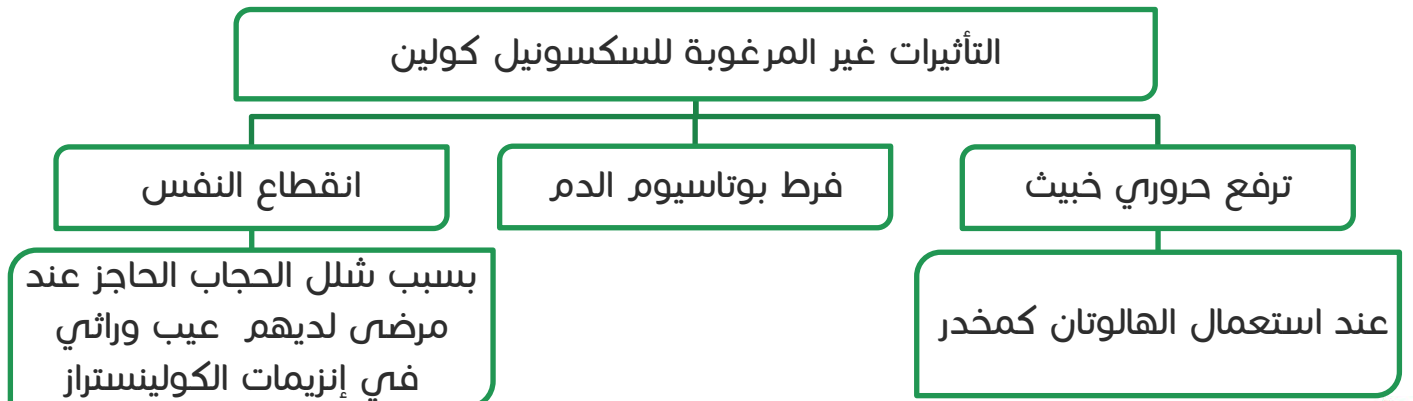 التأثيرات غير المرغوبة للسكسونيل كولين
ترفع حروري خبيث
فرط بوتاسيوم الدم
انقطاع النفس
عند استعمال الهالوتان كمخدر
بسبب شلل الحجاب الحاجز عند
مرضى لديهم عيب وراثي
في إنزيمات الكولينستراز